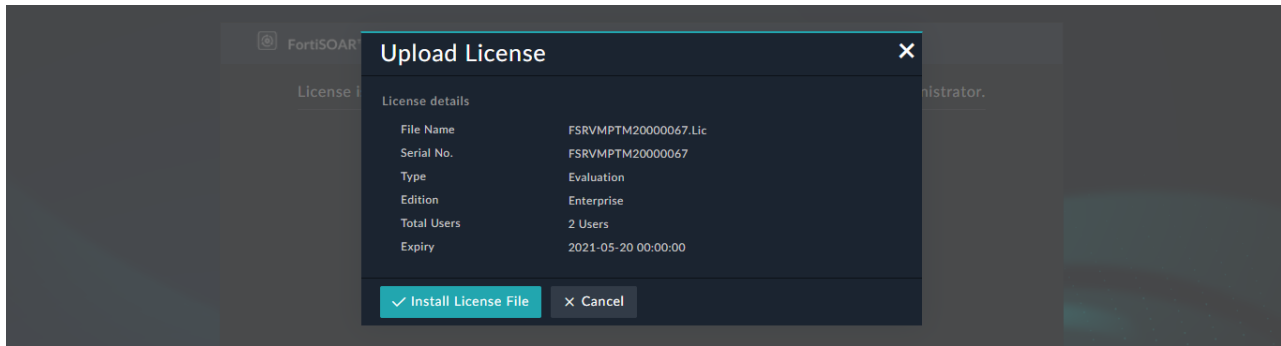 FortiSOAR
Upload License
License i
nistrator.
License details
File Name FSRVMPTM20000067.Lic
Serial No. FSRVMPTM20000067
Type Evaluation
Edition Enterprise
Total Users 2 Users
Expiry 2021-05-20 00:00:00
Install License File Cancel